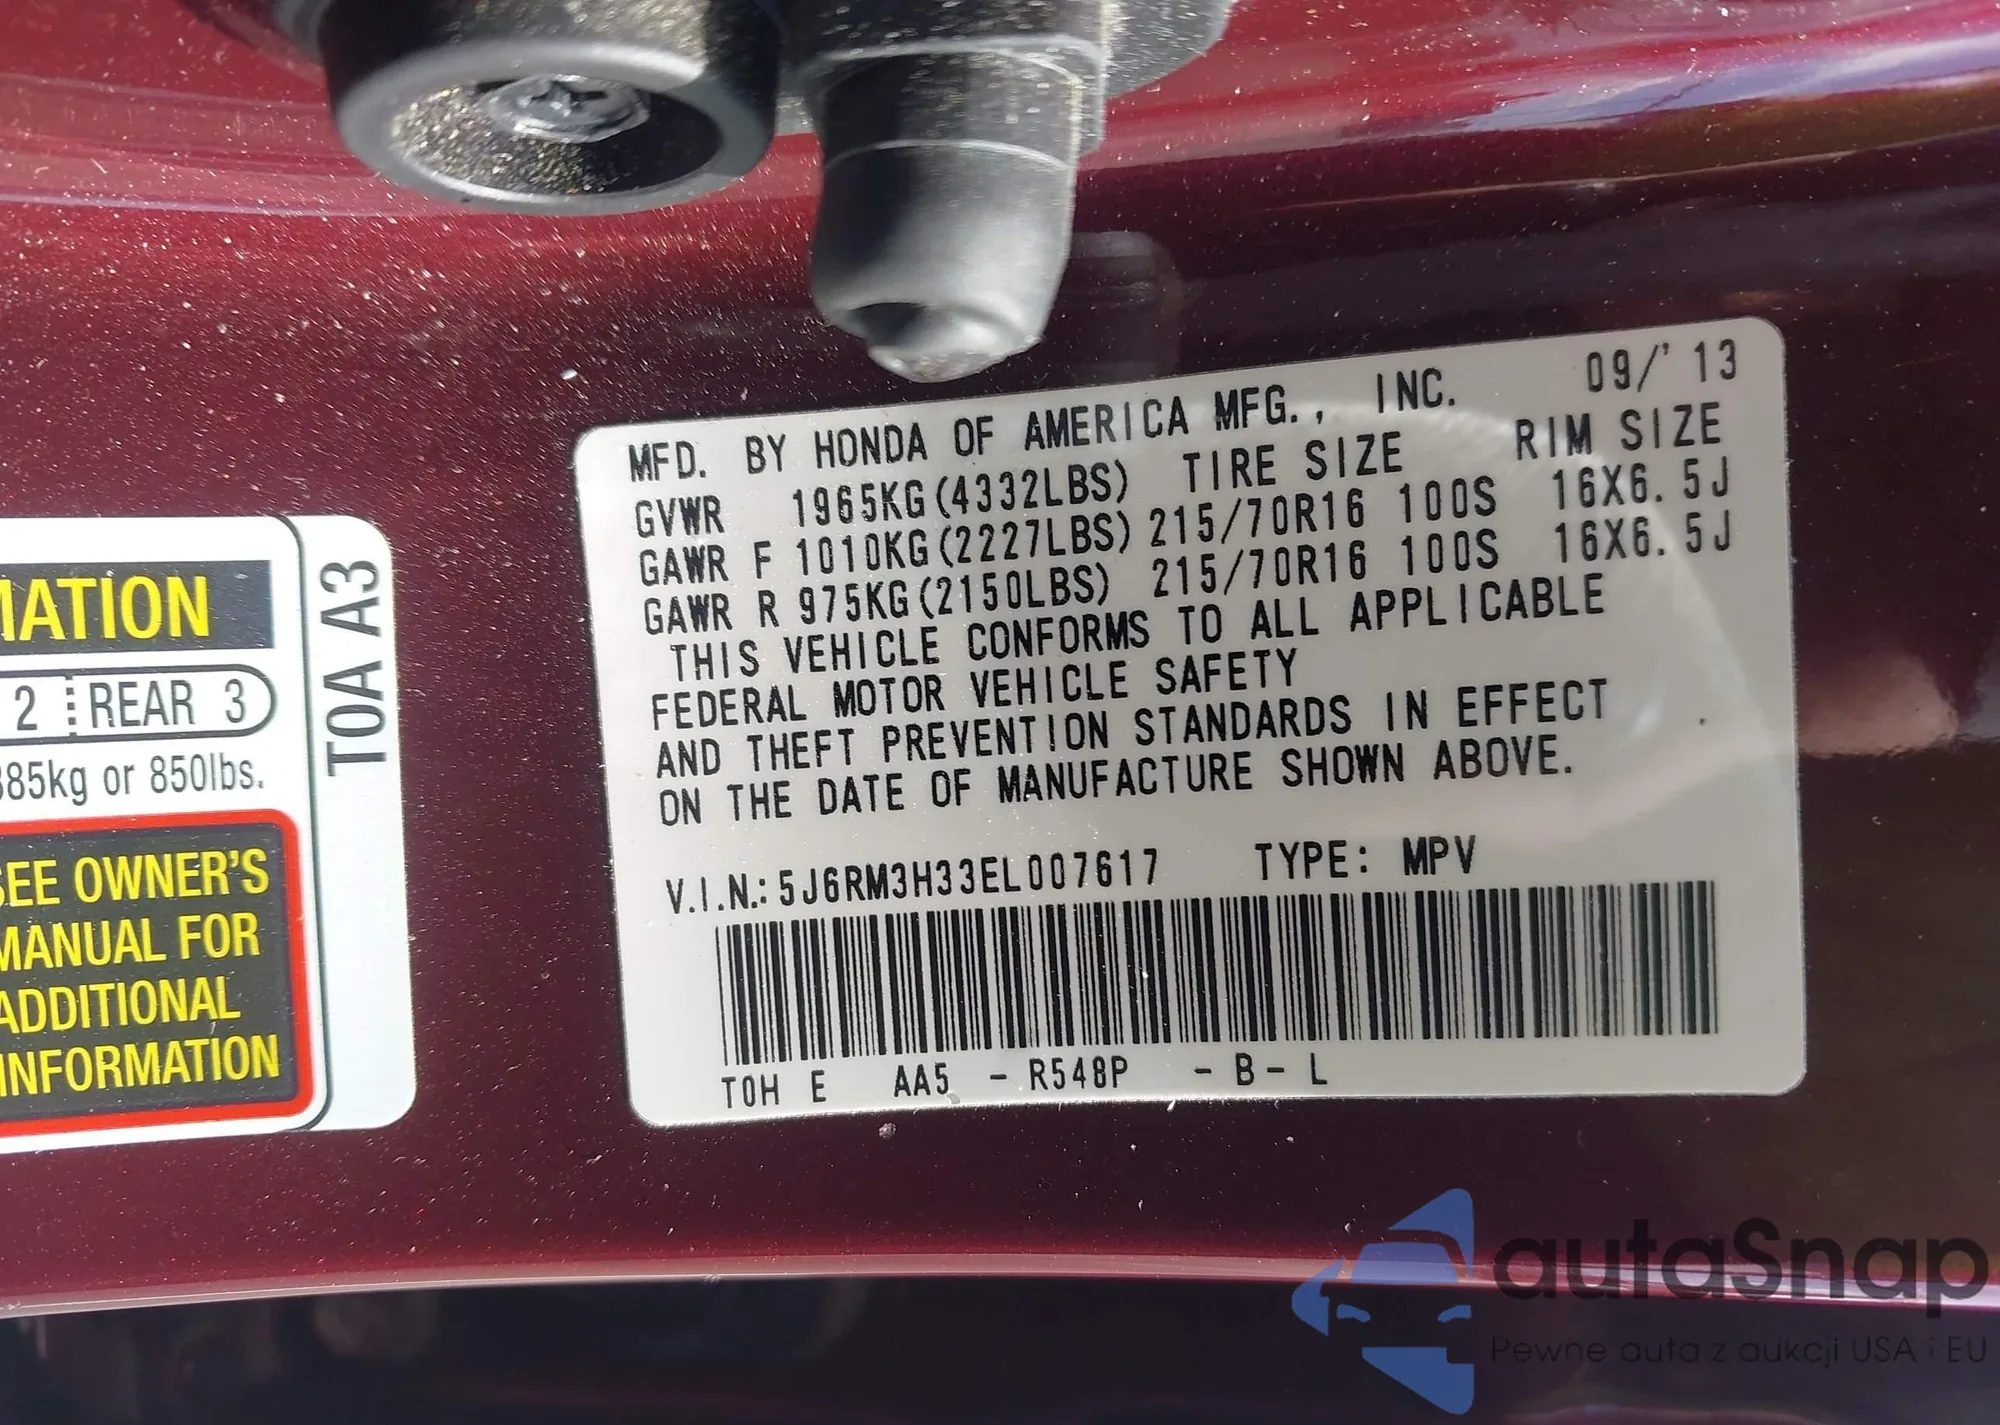 MFD. BY HONDA OF AMERICA MFG., INC. 09/'13
GVWR 1965KG(4332LBS) TIRE SIZE RIM SIZE
GAWR F 1010KG(2227LBS) 215/70R16 100S 16X6.5J
GAWR R 975KG(2150LBS) 215/70R16 100S 16X6.5J
THIS VEHICLE CONFORMS TO ALL APPLICABLE
FEDERAL MOTOR VEHICLE SAFETY
AND THEFT PREVENTION STANDARDS IN EFFECT
ON THE DATE OF MANUFACTURE SHOWN ABOVE.
V.I.N.: 5J6RM3H33EL007617 TYPE: MPV
T0H E AA5 - R548P - B - L
MATION
2 REAR 3
385kg or 850lbs.
SEE OWNER'S
MANUAL FOR
ADDITIONAL
INFORMATION
T0A A3
autaSnap
Pewne auta z aukcji USA i EU